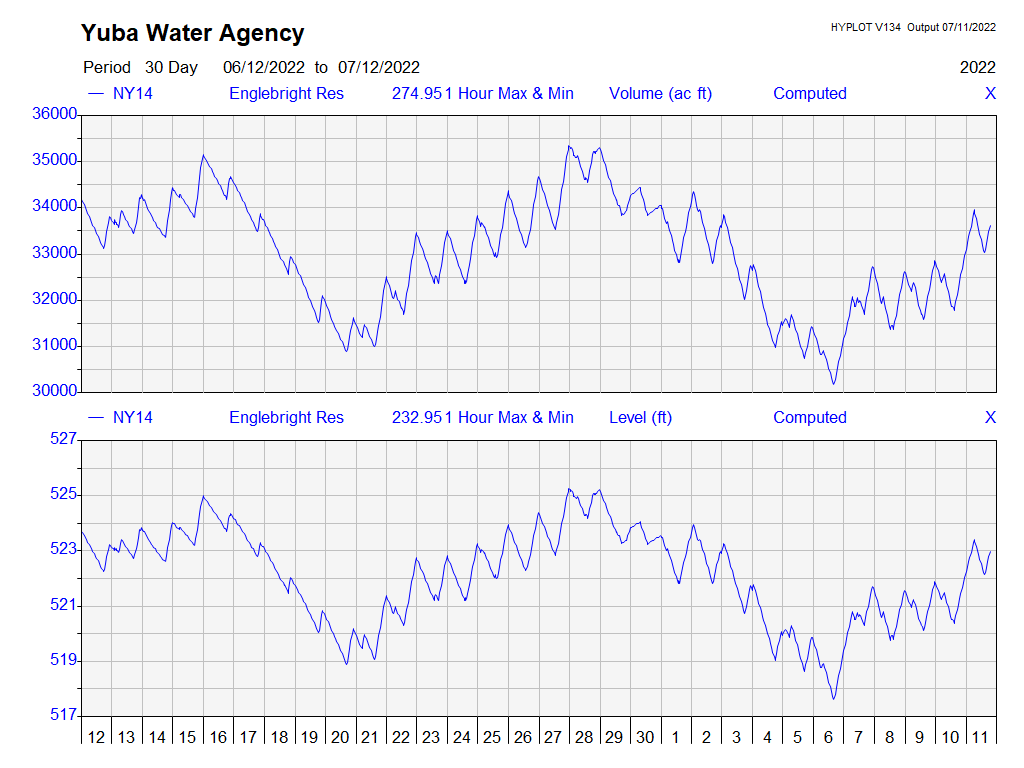 Yuba Water Agency
HYPLOT V134 Output 07/11/2022
Period 30 Day 06/12/2022 to 07/12/2022 2022
NY14 Englebright Res 274.951 Hour Max & Min Volume (ac ft) Computed X
36000
35000
34000
33000
32000
31000
30000
NY14 Englebright Res 232.951 Hour Max & Min Level (ft) Computed X
527
525
523
521
519
517
12 13 14 15 16 17 18 19 20 21 22 23 24 25 26 27 28 29 30 1 2 3 4 5 6 7 8 9 10 11